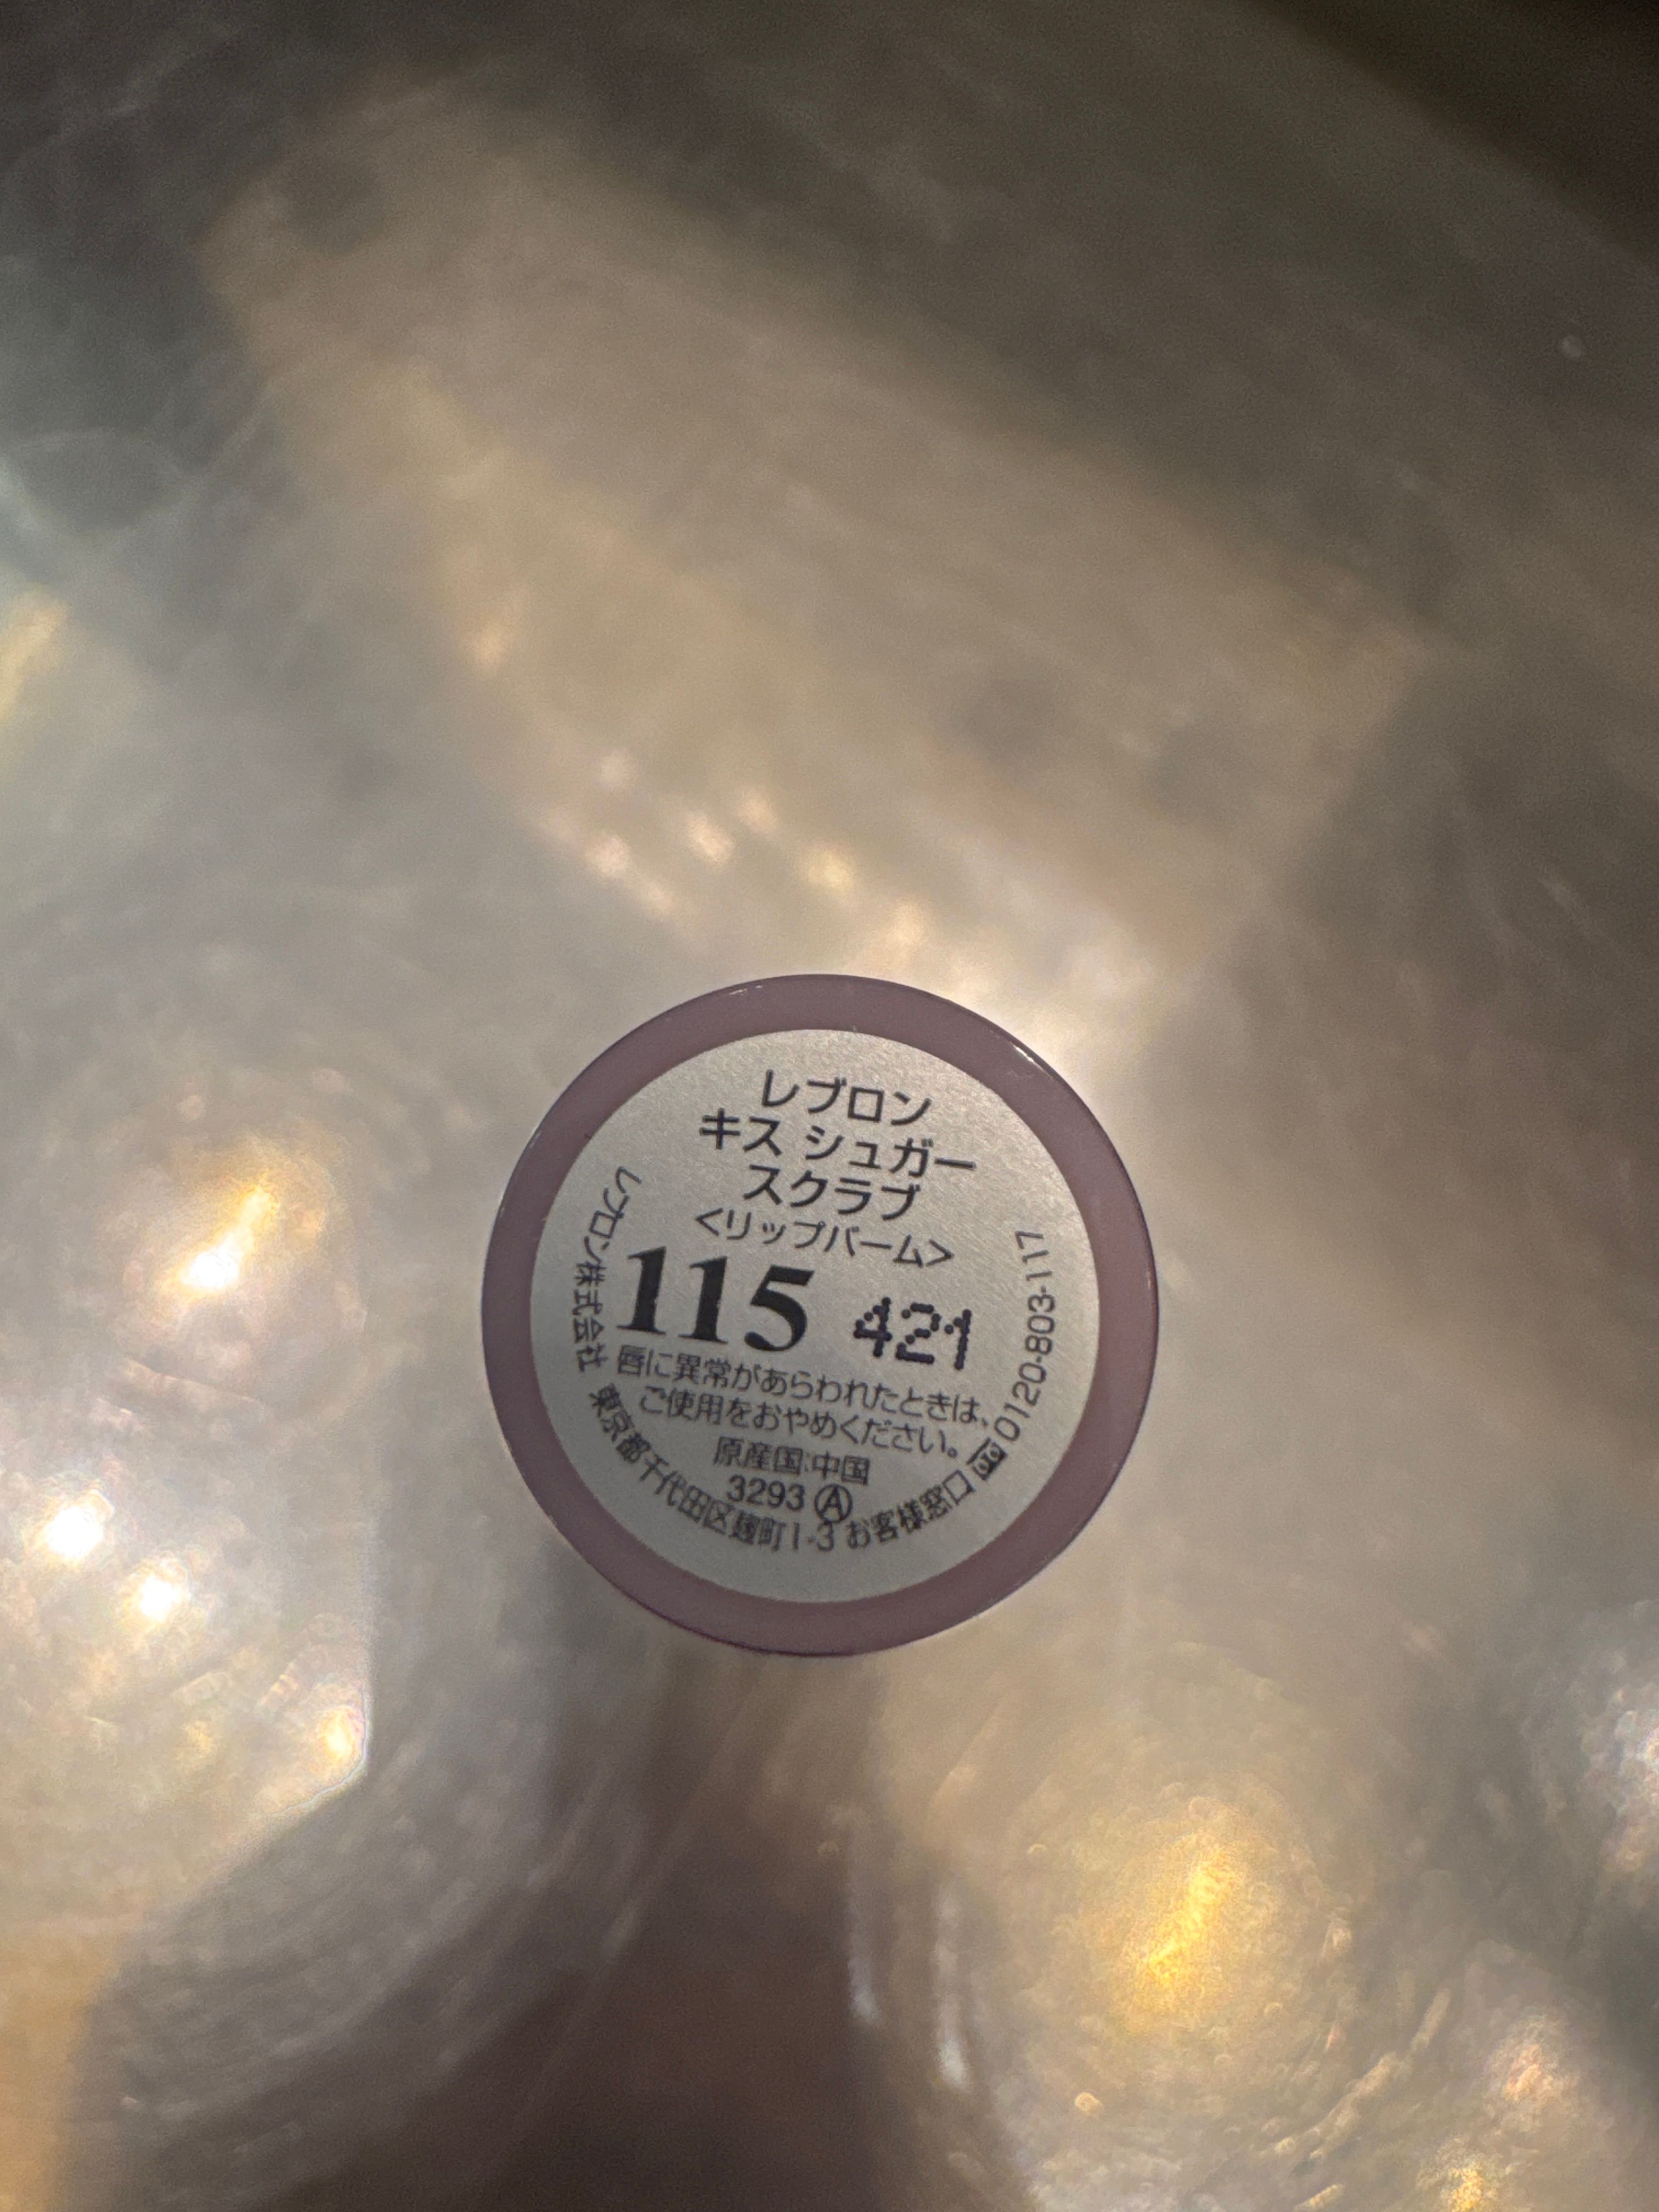 レブロン
キス シュガー
スクラブ
<リップバーム>
115 421
唇に異常があらわれたときは、
ご使用をおやめください。
原産国:中国
3293 Ⓐ
レブロン株式会社 東京都千代田区麹町1-3 お客様窓口 0120-803-117